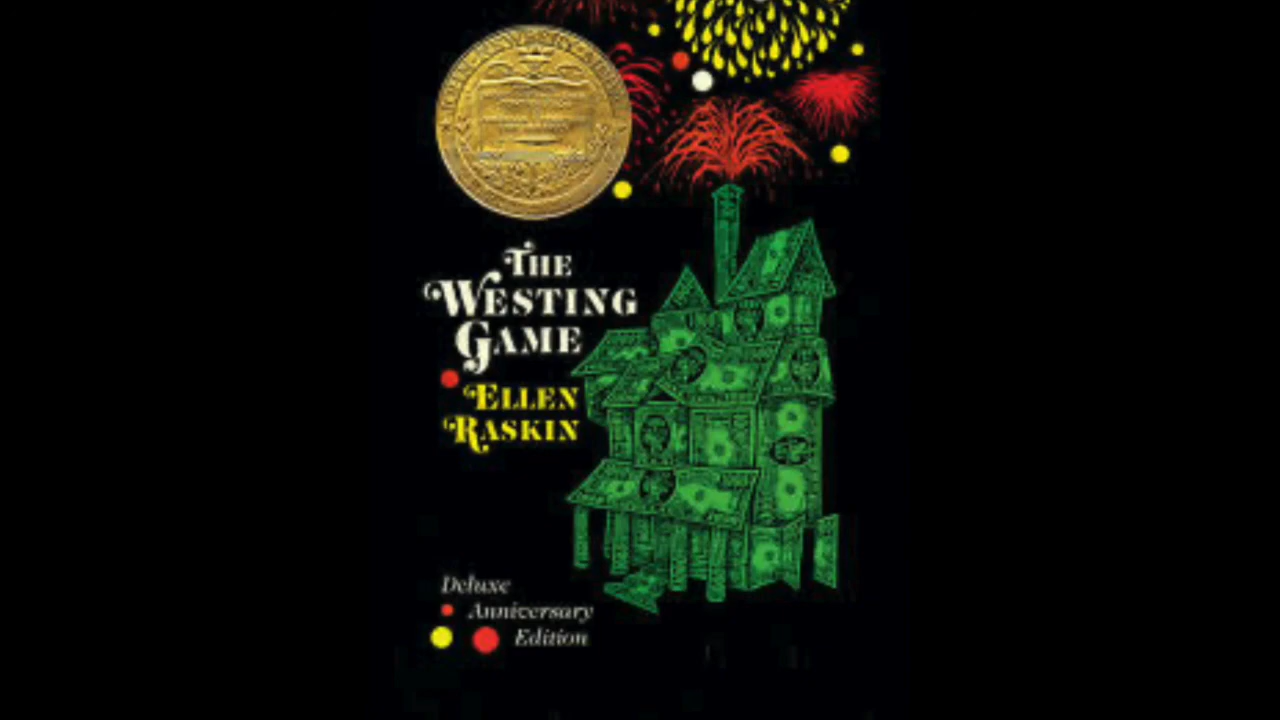 THE
WESTING
GAME
ELLEN
RASKIN
Deluxe
Anniversary
Edition